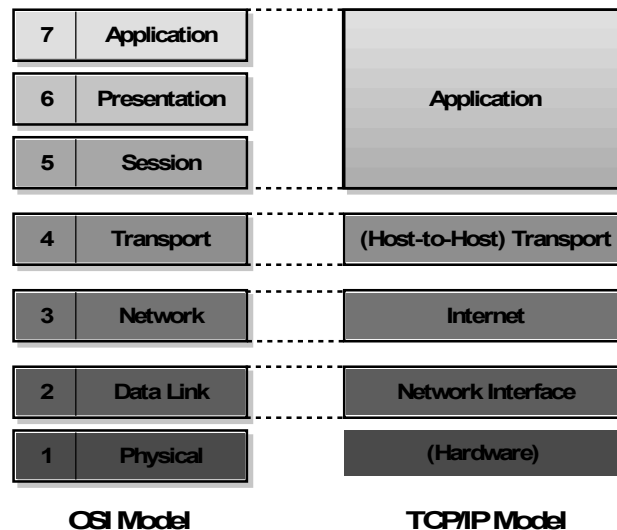 7 Application
6 Presentation
5 Session
Application
4 Transport
(Host-to-Host) Transport
3 Network
Internet
2 Data Link
Network Interface
1 Physical
(Hardware)
OSI Model
TCP/IP Model